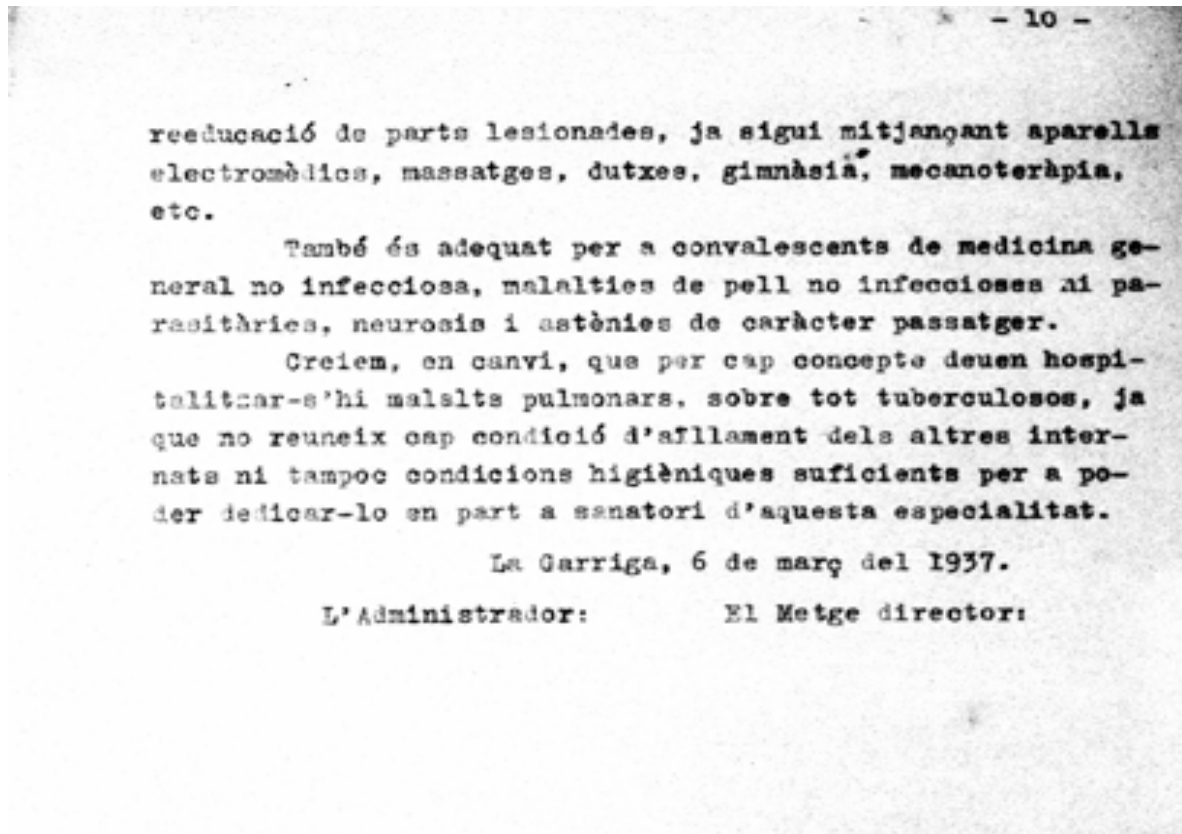 - 10 -
reeducació de parts lesionades, ja sigui mitjançant aparells
electromèdics, massatges, dutxes, gimnàsia, mecanoteràpia,
etc.
També és adequat per a convalescents de medicina ge-
neral no infecciosa, malalties de pell no infeccioses ni pa-
rasitàries, neurosis i astènies de caràcter passatger.
Creiem, en canvi, que per cap concepte deuen hospi-
talitzar-s'hi malalts pulmonars, sobre tot tuberculosos, ja
que no reuneix cap condició d'aïllament dels altres inter-
nats ni tampoc condicions higièniques suficients per a po-
der dedicar-lo en part a sanatori d'aquesta especialitat.
La Garriga, 6 de març del 1937.
L'Administrador: El Metge director: